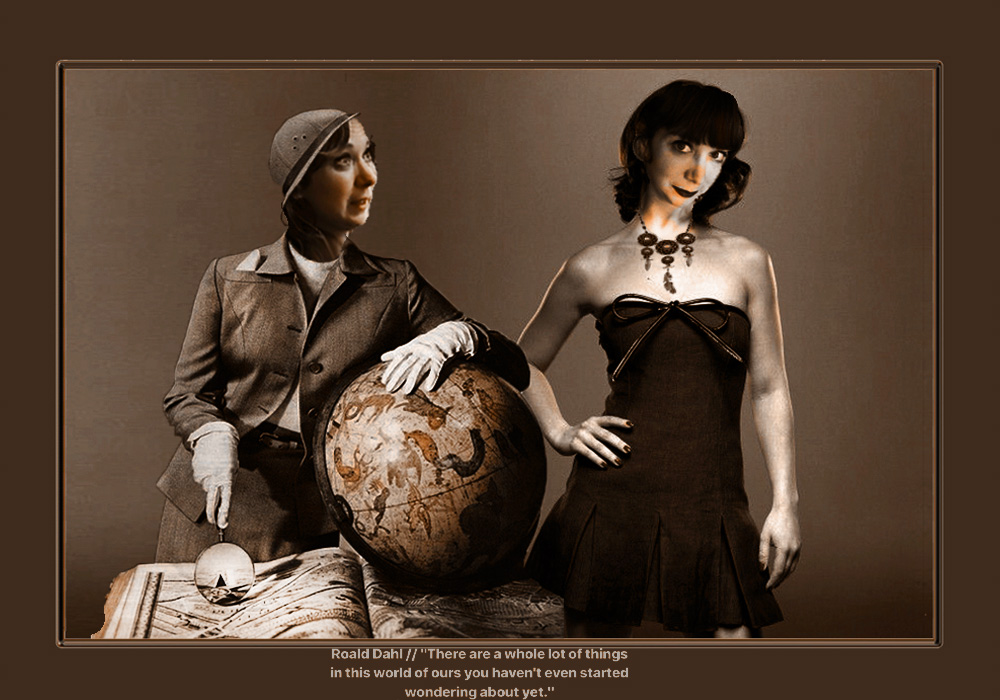 Roald Dahl // "There are a whole lot of things
in this world of ours you haven't even started
wondering about yet."